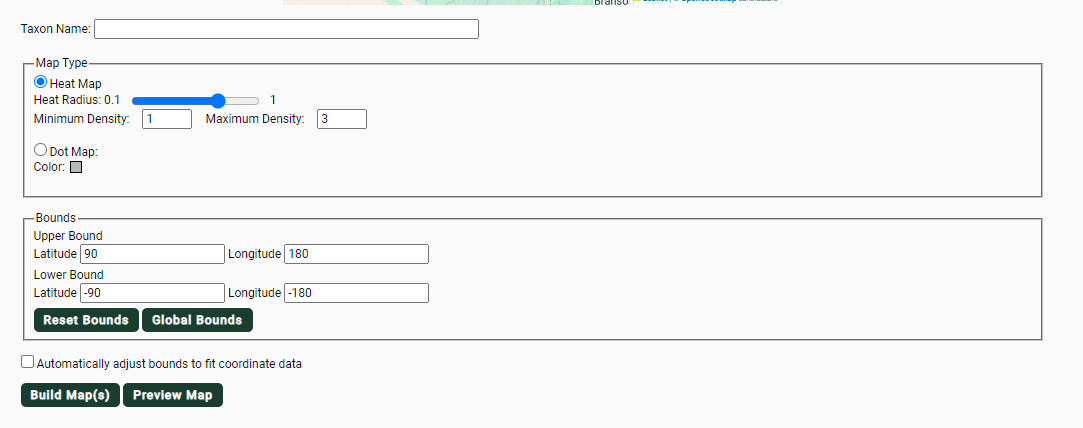 Taxon Name:
Map Type
Heat Map
Heat Radius: 0.1 1
Minimum Density: 1 Maximum Density: 3
Dot Map:
Color:
Bounds
Upper Bound
Latitude 90 Longitude 180
Lower Bound
Latitude -90 Longitude -180
Reset Bounds Global Bounds
Automatically adjust bounds to fit coordinate data
Build Map(s) Preview Map